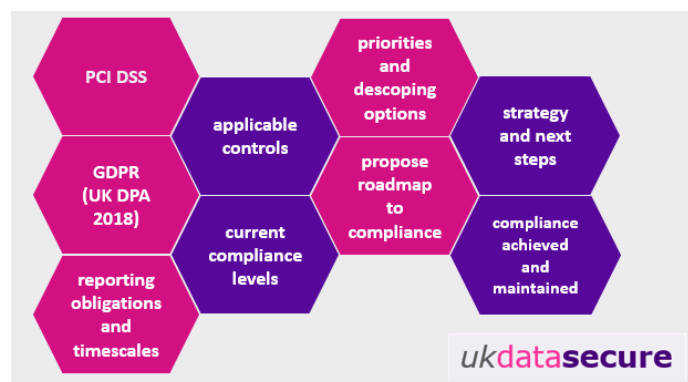 PCI DSS
GDPR
(UK DPA
2018)
reporting
obligations
and
timescales
applicable
controls
current
compliance
levels
priorities
and
descoping
options
propose
roadmap
to
compliance
strategy
and next
steps
compliance
achieved
and
maintained
ukdatasecure